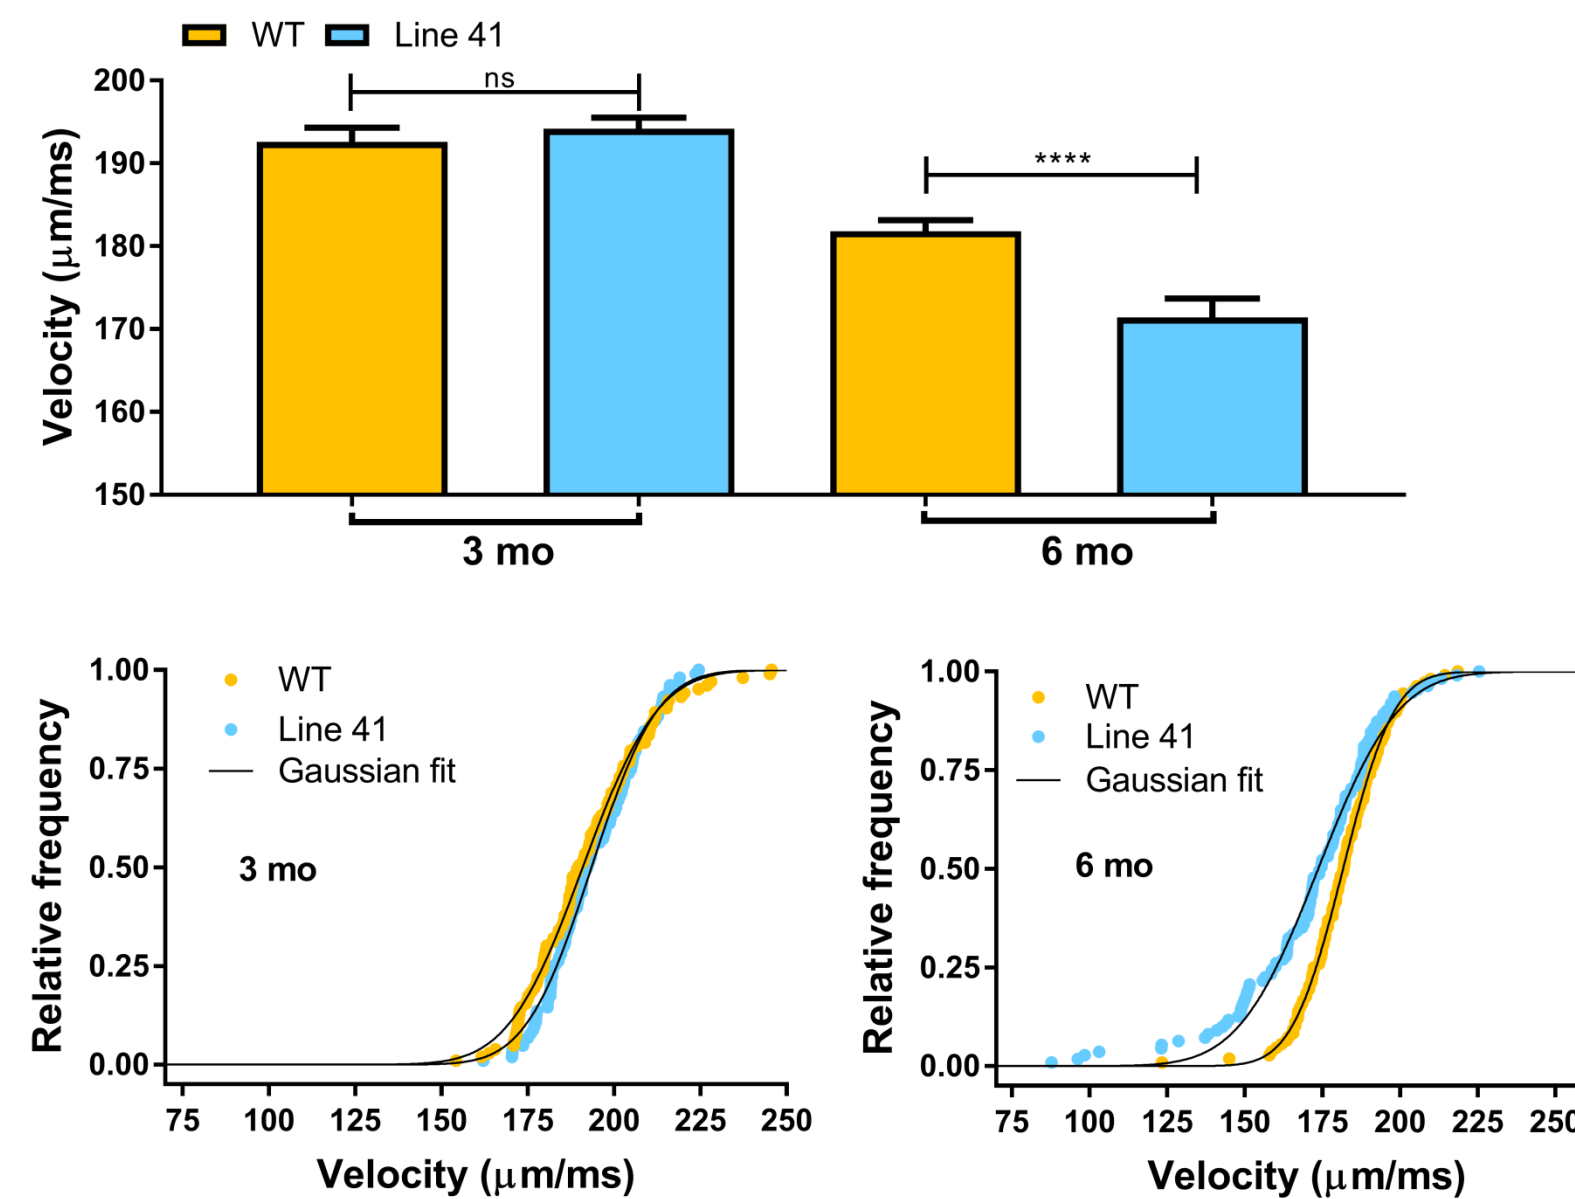 WT Line 41
200
190
180
170
160
150
Velocity (μm/ms)
ns
****
3 mo
6 mo
1.00
0.75
0.50
0.25
0.00
Relative frequency
WT
Line 41
Gaussian fit
3 mo
75 100 125 150 175 200 225 250
Velocity (μm/ms)
1.00
0.75
0.50
0.25
0.00
Relative frequency
WT
Line 41
Gaussian fit
6 mo
75 100 125 150 175 200 225 250
Velocity (μm/ms)